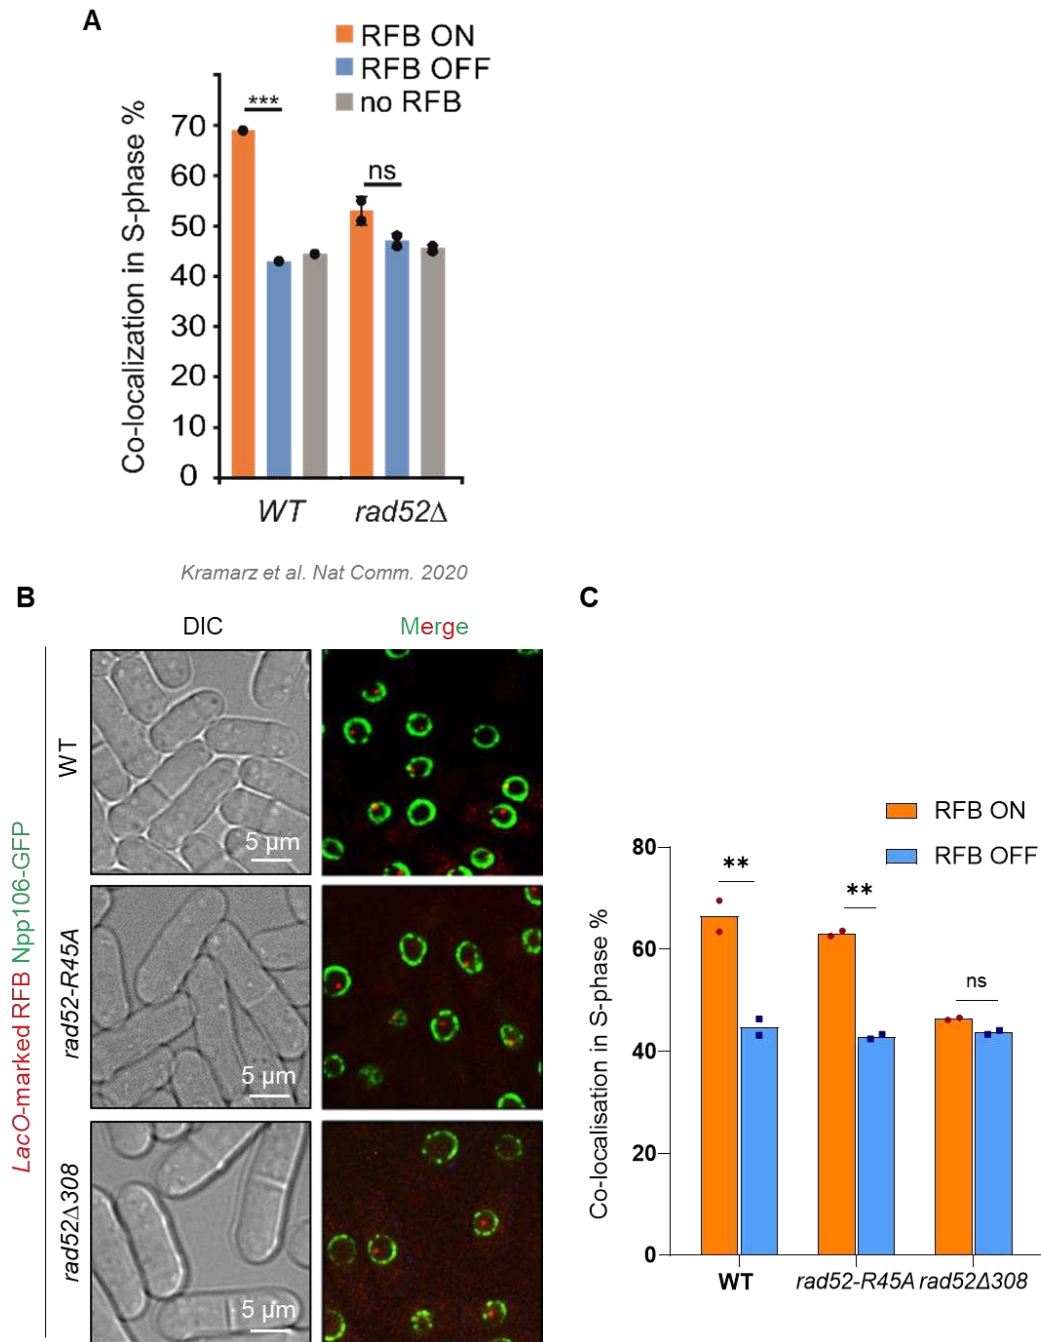 A
RFB ON
RFB OFF
no RFB
Co-localization in S-phase %
70
60
50
40
30
20
10
0
***
ns
WT
rad52Δ
Kramarz et al. Nat Comm. 2020
B
DIC
Merge
LacO-marked RFB Npp106-GFP
WT
5 µm
rad52-R45A
5 µm
rad52Δ308
5 µm
C
RFB ON
RFB OFF
Co-localisation in S-phase %
80
60
40
20
0
**
**
ns
WT
rad52-R45A
rad52Δ308